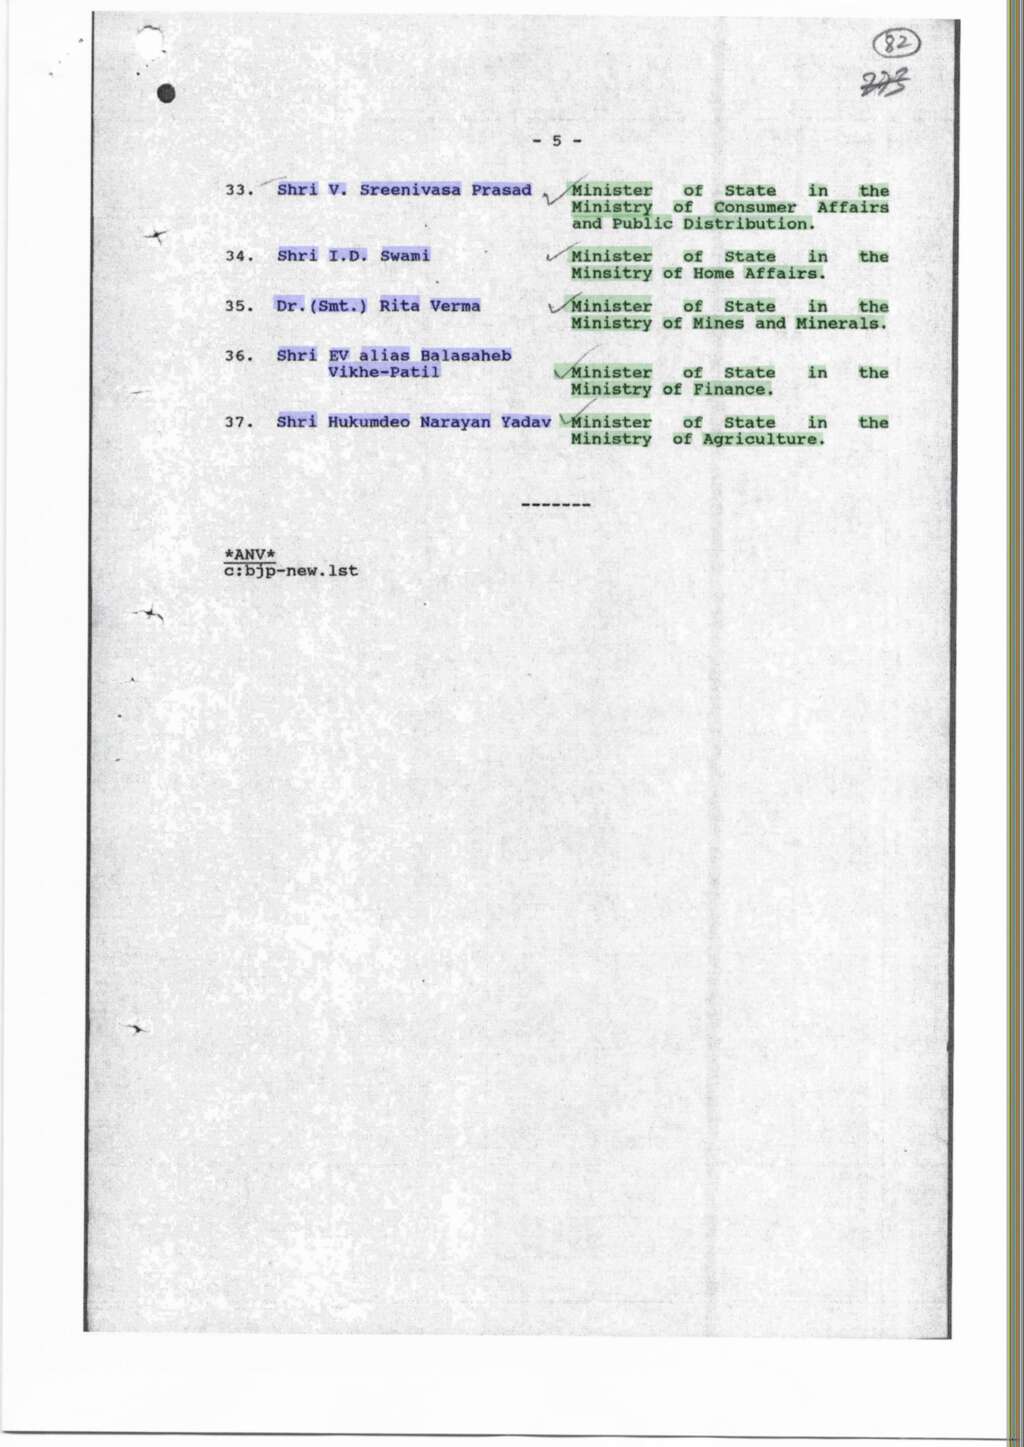 82
- 5 -
33. Shri V. Sreenivasa Prasad Minister of State in the
Ministry of Consumer Affairs
and Public Distribution.
34. Shri I.D. Swami Minister of State in the
Minsitry of Home Affairs.
35. Dr.(Smt.) Rita Verma Minister of State in the
Ministry of Mines and Minerals.
36. Shri EV alias Balasaheb
Vikhe-Patil Minister of State in the
Ministry of Finance.
37. Shri Hukumdeo Narayan Yadav Minister of State in the
Ministry of Agriculture.
-------
*ANV*
c:bjp-new.lst